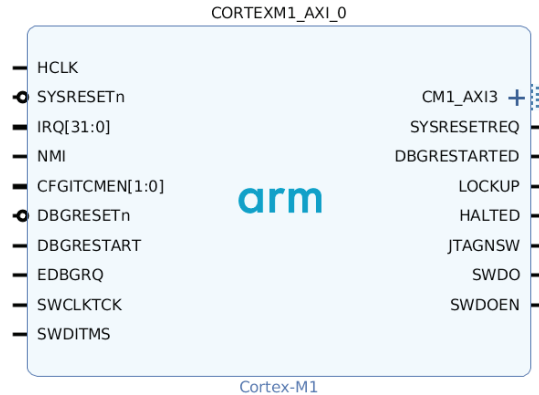 CORTEXM1_AXI_0
HCLK
SYSRESETn
IRQ[31:0]
NMI
CFGITCMEN[1:0]
DBGRESETn
DBGRESTART
EDBGRQ
SWCLKTCK
SWDITMS
arm
CM1_AXI3
SYSRESETREQ
DBGRESTARTED
LOCKUP
HALTED
JTAGNSW
SWDO
SWDOEN
Cortex-M1